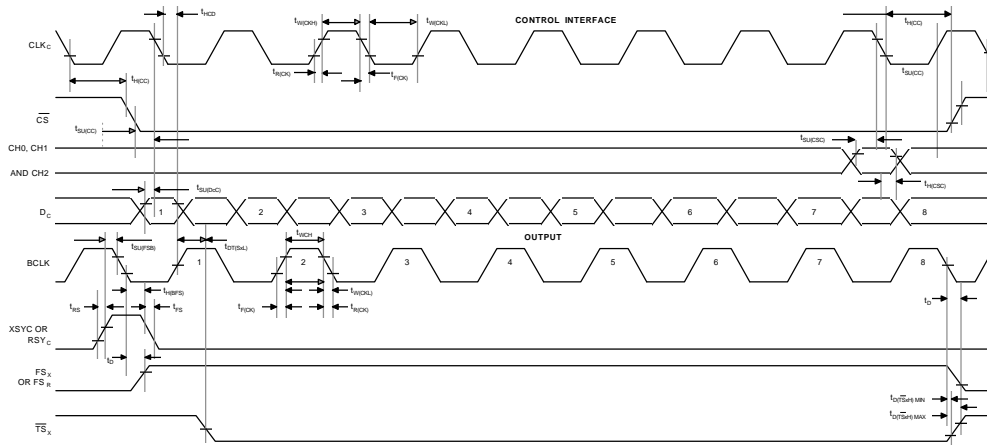 CONTROL INTERFACE
tHCD
tW(CKH)
tW(CKL)
tH(CC)
CLKC
tH(CC)
tR(CK)
tF(CK)
tSU(CC)
CS
tSU(CC)
tSU(CSC)
CH0, CH1
AND CH2
tH(CSC)
tSU(DcC)
DC
1 2 3 4 5 6 7 8
OUTPUT
tSU(FSB)
tDT(SxL)
tWCH
BCLK
1 2 3 4 5 6 7 8
tH(BFS)
tW(CKL)
tD
tRS
tFS
tF(CK)
tR(CK)
XSYC OR
RSYC
tD
FSX
OR FSR
tD(TSxH) MIN
tD(TSxH) MAX
TSX